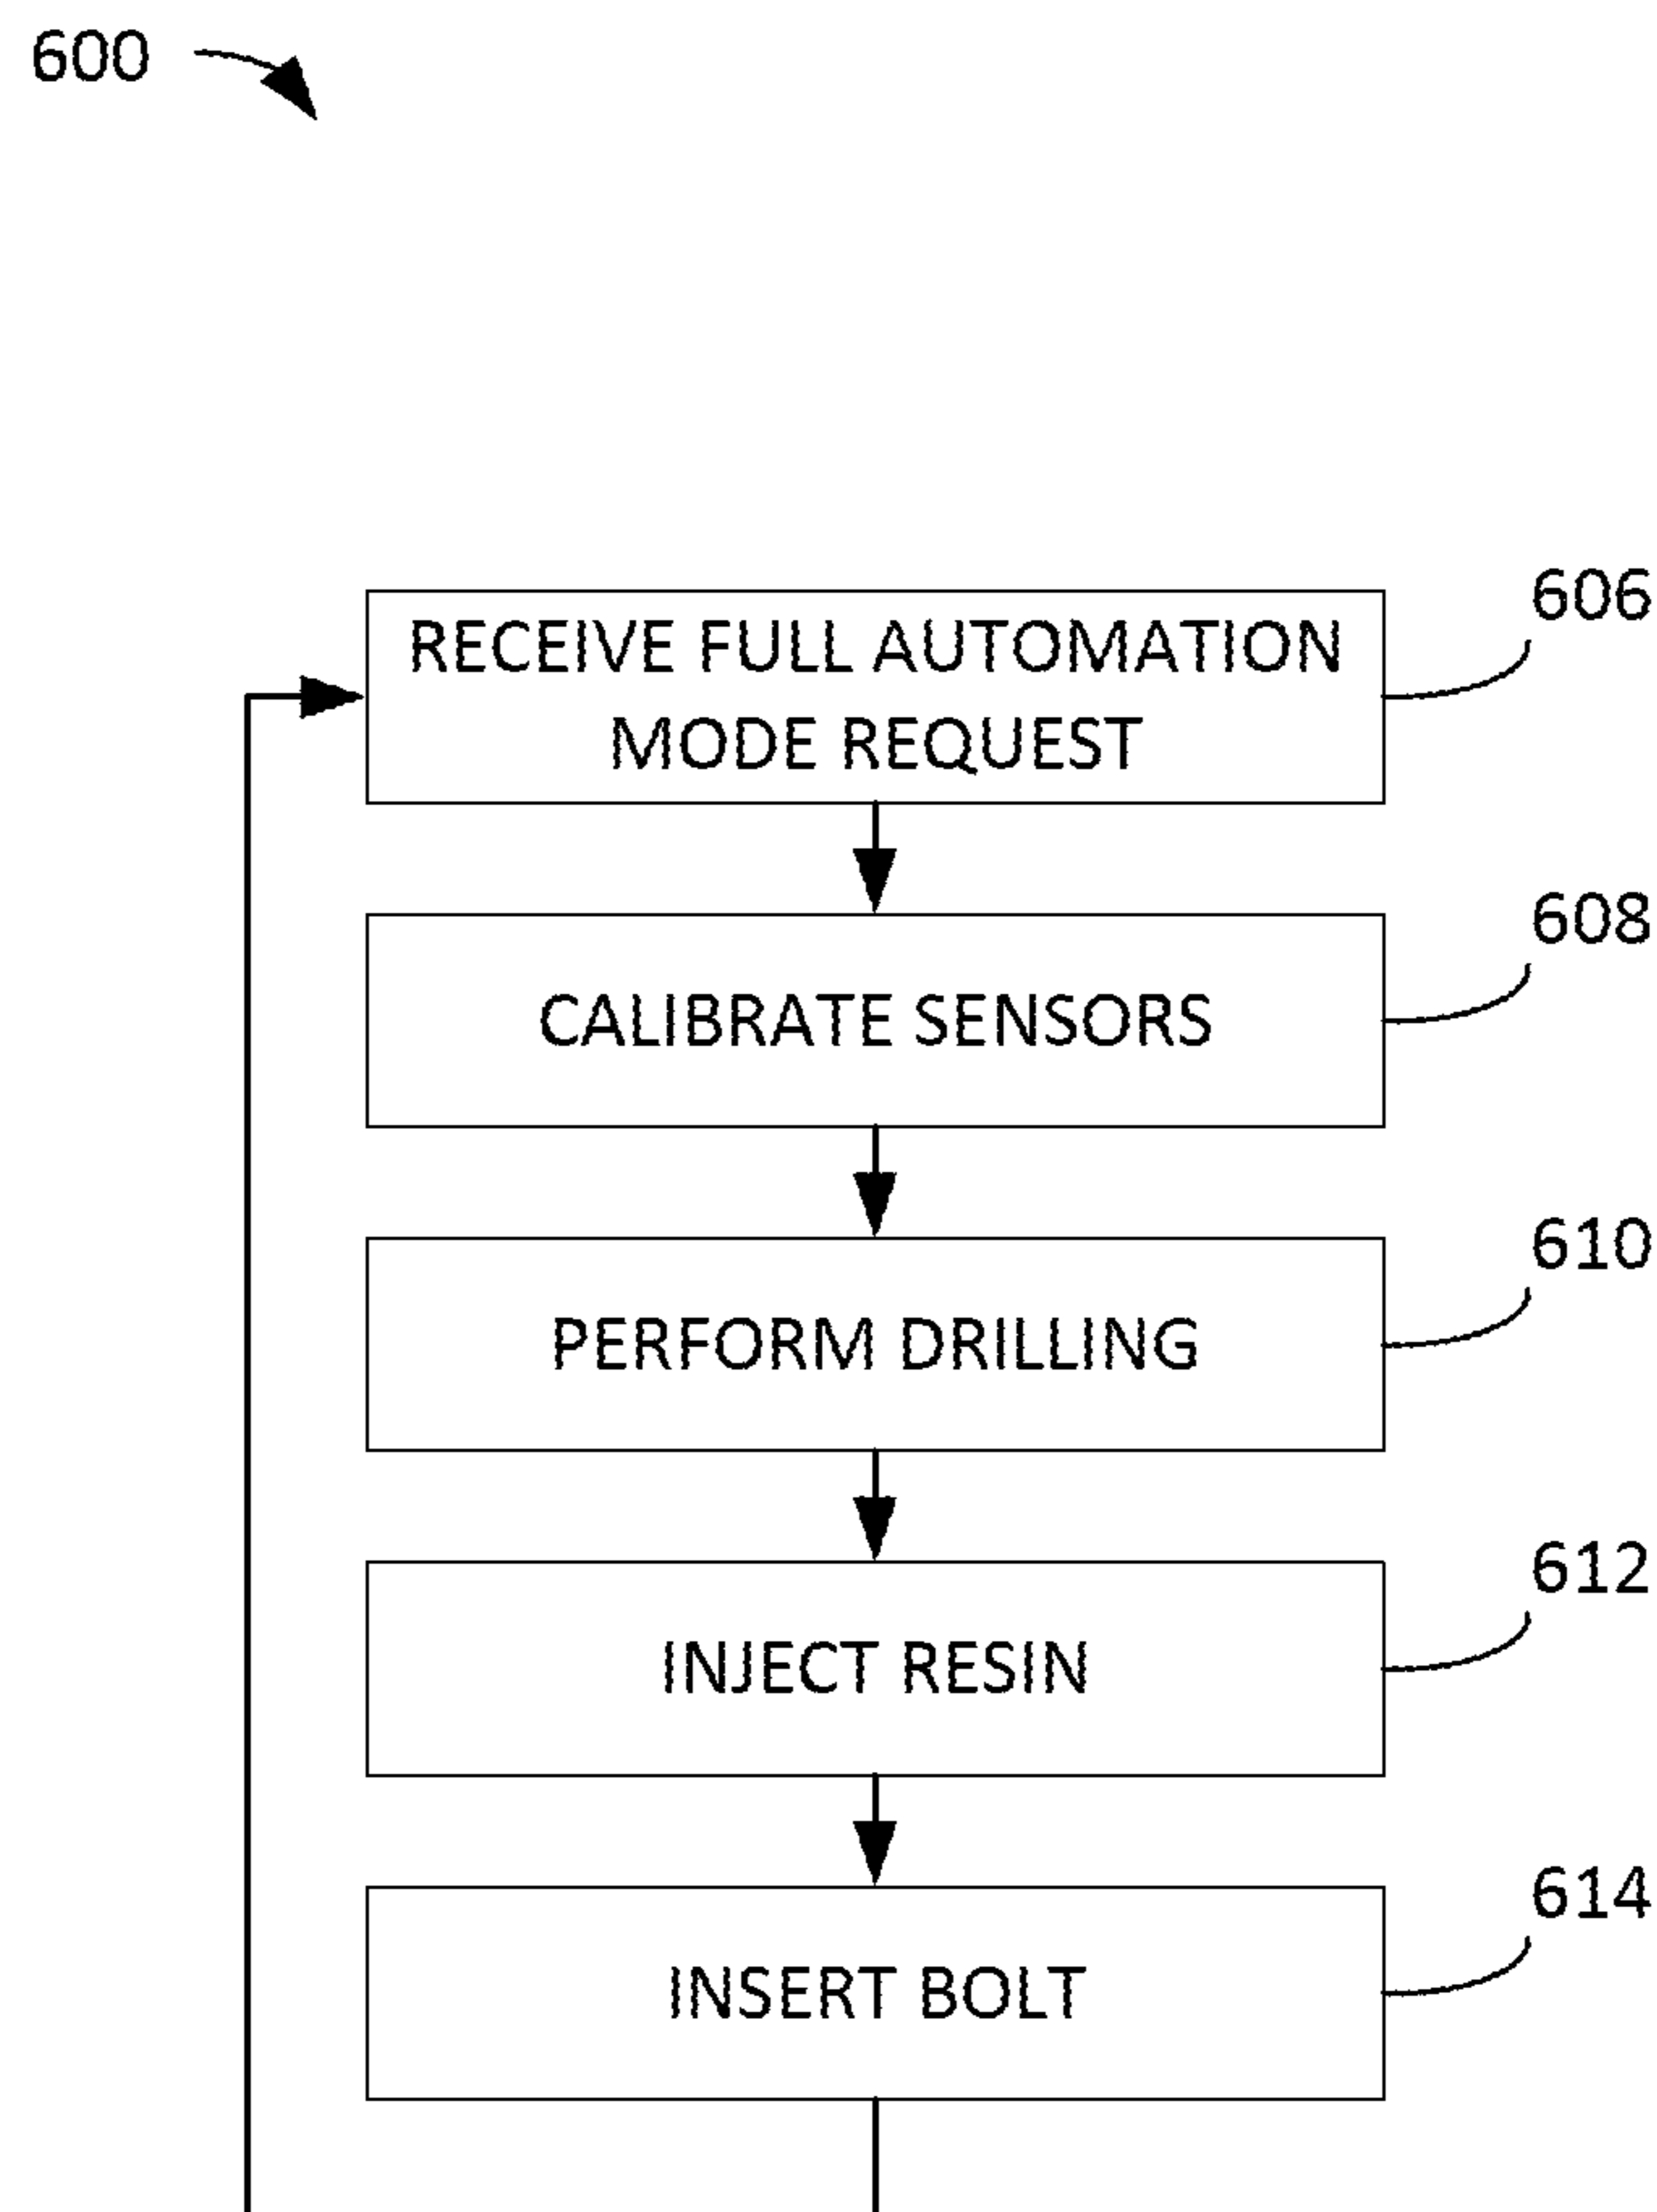 600
RECEIVE FULL AUTOMATION
MODE REQUEST
606
CALIBRATE SENSORS
608
PERFORM DRILLING
610
INJECT RESIN
612
INSERT BOLT
614